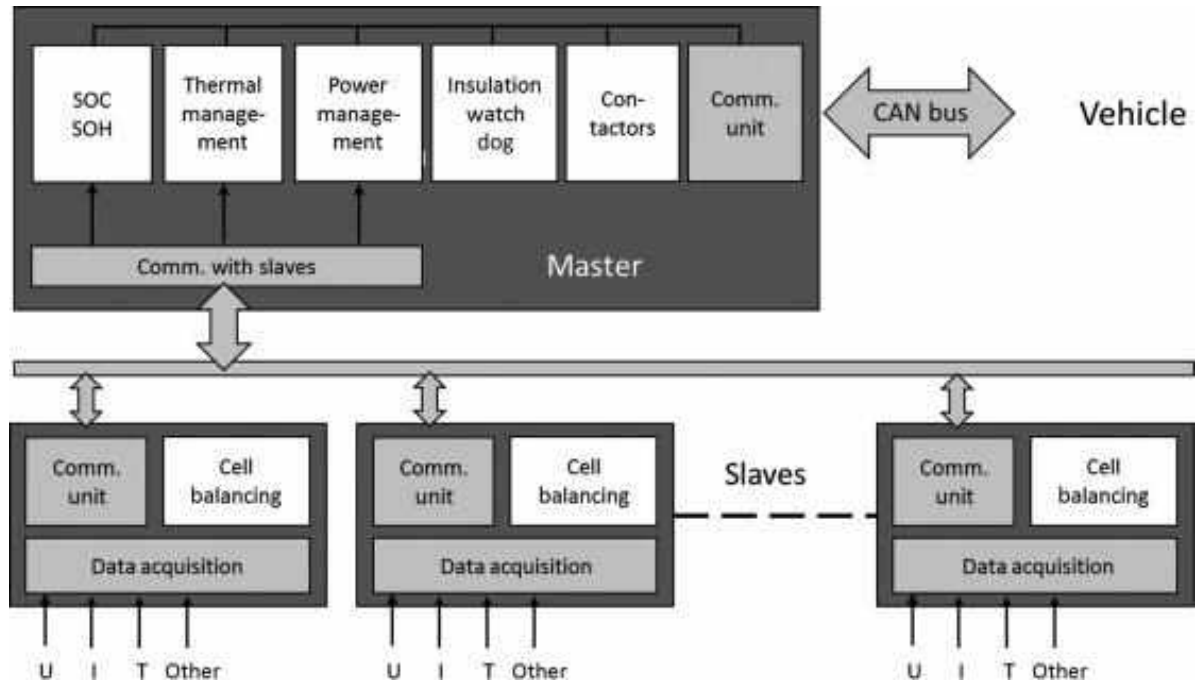 SOC
SOH
Thermal
manage-
ment
Power
manage-
ment
Insulation
watch
dog
Con-
tactors
Comm.
unit
CAN bus
Vehicle
Comm. with slaves
Master
Comm.
unit
Cell
balancing
Data acquisition
U I T Other
Comm.
unit
Cell
balancing
Data acquisition
U I T Other
Slaves
Comm.
unit
Cell
balancing
Data acquisition
U I T Other